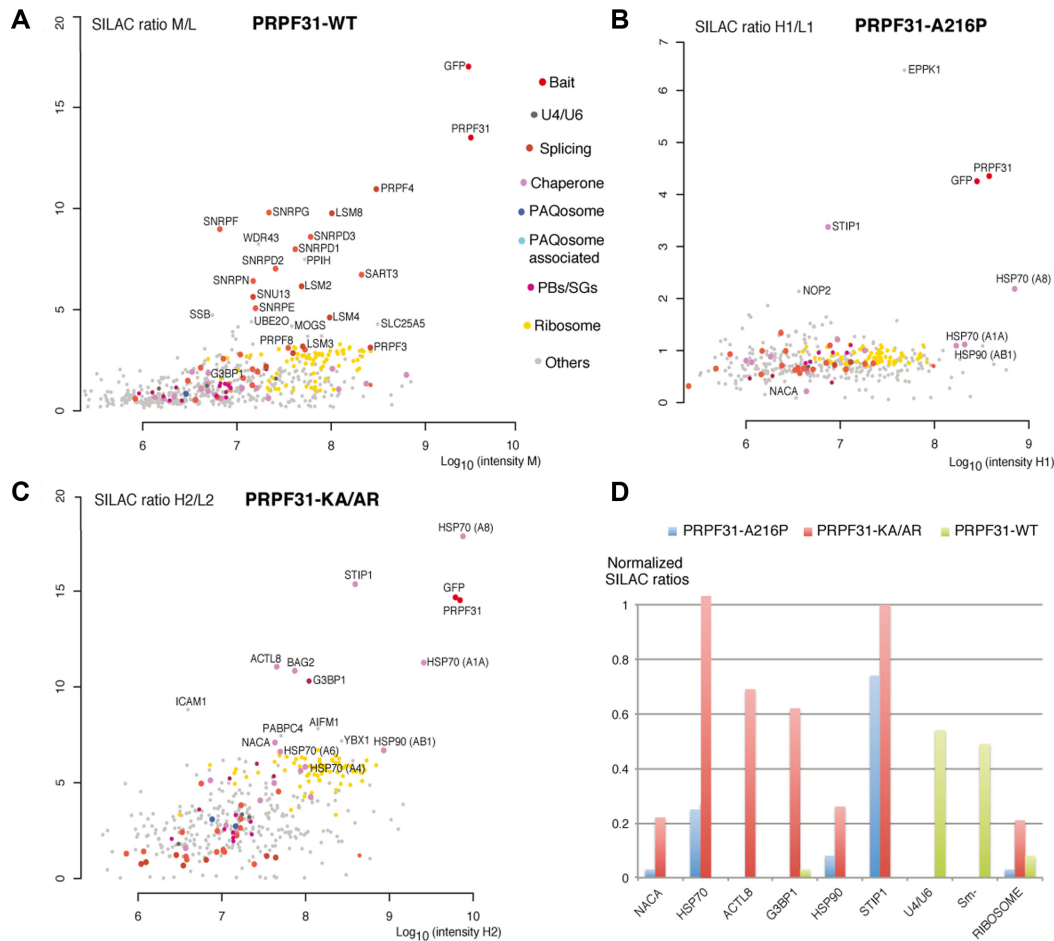 A
SILAC ratio M/L
PRPF31-WT
20
15
10
5
0
6
7
8
9
10
Log10 (intensity M)
GFP
PRPF31
PRPF4
SNRPG
LSM8
SNRPF
WDR43
SNRPD3
SNRPD1
PPIH
SNRPD2
SART3
SNRPN
LSM2
SNU13
SNRPE
SSB
UBE2O
MOGS
LSM4
SLC25A5
PRPF8
LSM3
PRPF3
G3BP1
Bait
U4/U6
Splicing
Chaperone
PAQosome
PAQosome
associated
PBs/SGs
Ribosome
Others
B
SILAC ratio H1/L1
PRPF31-A216P
7
6
5
4
3
2
1
0
6
7
8
9
Log10 (intensity H1)
EPPK1
PRPF31
GFP
STIP1
HSP70 (A8)
NOP2
HSP70 (A1A)
HSP90 (AB1)
NACA
C
SILAC ratio H2/L2
PRPF31-KA/AR
20
15
10
5
0
6
7
8
9
10
Log10 (intensity H2)
HSP70 (A8)
STIP1
GFP
PRPF31
ACTL8
BAG2
HSP70 (A1A)
G3BP1
ICAM1
AIFM1
PABPC4
NACA
YBX1
HSP90 (AB1)
HSP70 (A6)
HSP70 (A4)
D
PRPF31-A216P
PRPF31-KA/AR
PRPF31-WT
Normalized
SILAC ratios
1
0.8
0.6
0.4
0.2
0
NACA
HSP70
ACTL8
G3BP1
HSP90
STIP1
U4/U6
Sm-
RIBOSOME